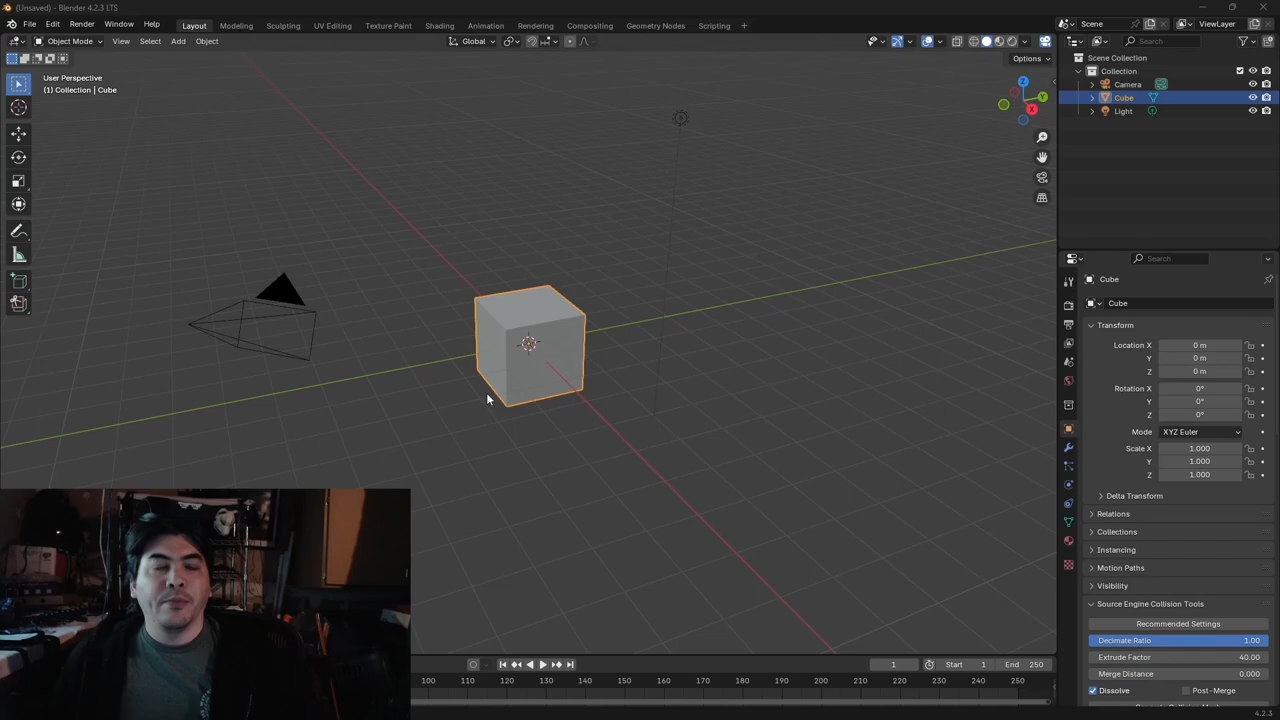 (Unsaved) - Blender 4.2.3 LTS
File Edit Render Window Help Layout Modeling Sculpting UV Editing Texture Paint Shading Animation Rendering Compositing Geometry Nodes Scripting Scene ViewLayer
Object Mode View Select Add Object Global Search
Options
User Perspective
(1) Collection | Cube
Z
Y
X
Scene Collection
Collection
Camera
Cube
Light
Search
Cube
Cube
Transform
Location X 0 m
Y 0 m
Z 0 m
Rotation X 0°
Y 0°
Z 0°
Mode XYZ Euler
Scale X 1.000
Y 1.000
Z 1.000
Delta Transform
Relations
Collections
Instancing
Motion Paths
Visibility
Source Engine Collision Tools
Recommended Settings
Decimate Ratio 1.00
Extrude Factor 40.00
Merge Distance 0.000
Dissolve Post-Merge
1 Start 1 End 250
100 110 120 130 140 150 160 170 180 190 200 210 220 230 240 250
4.2.3